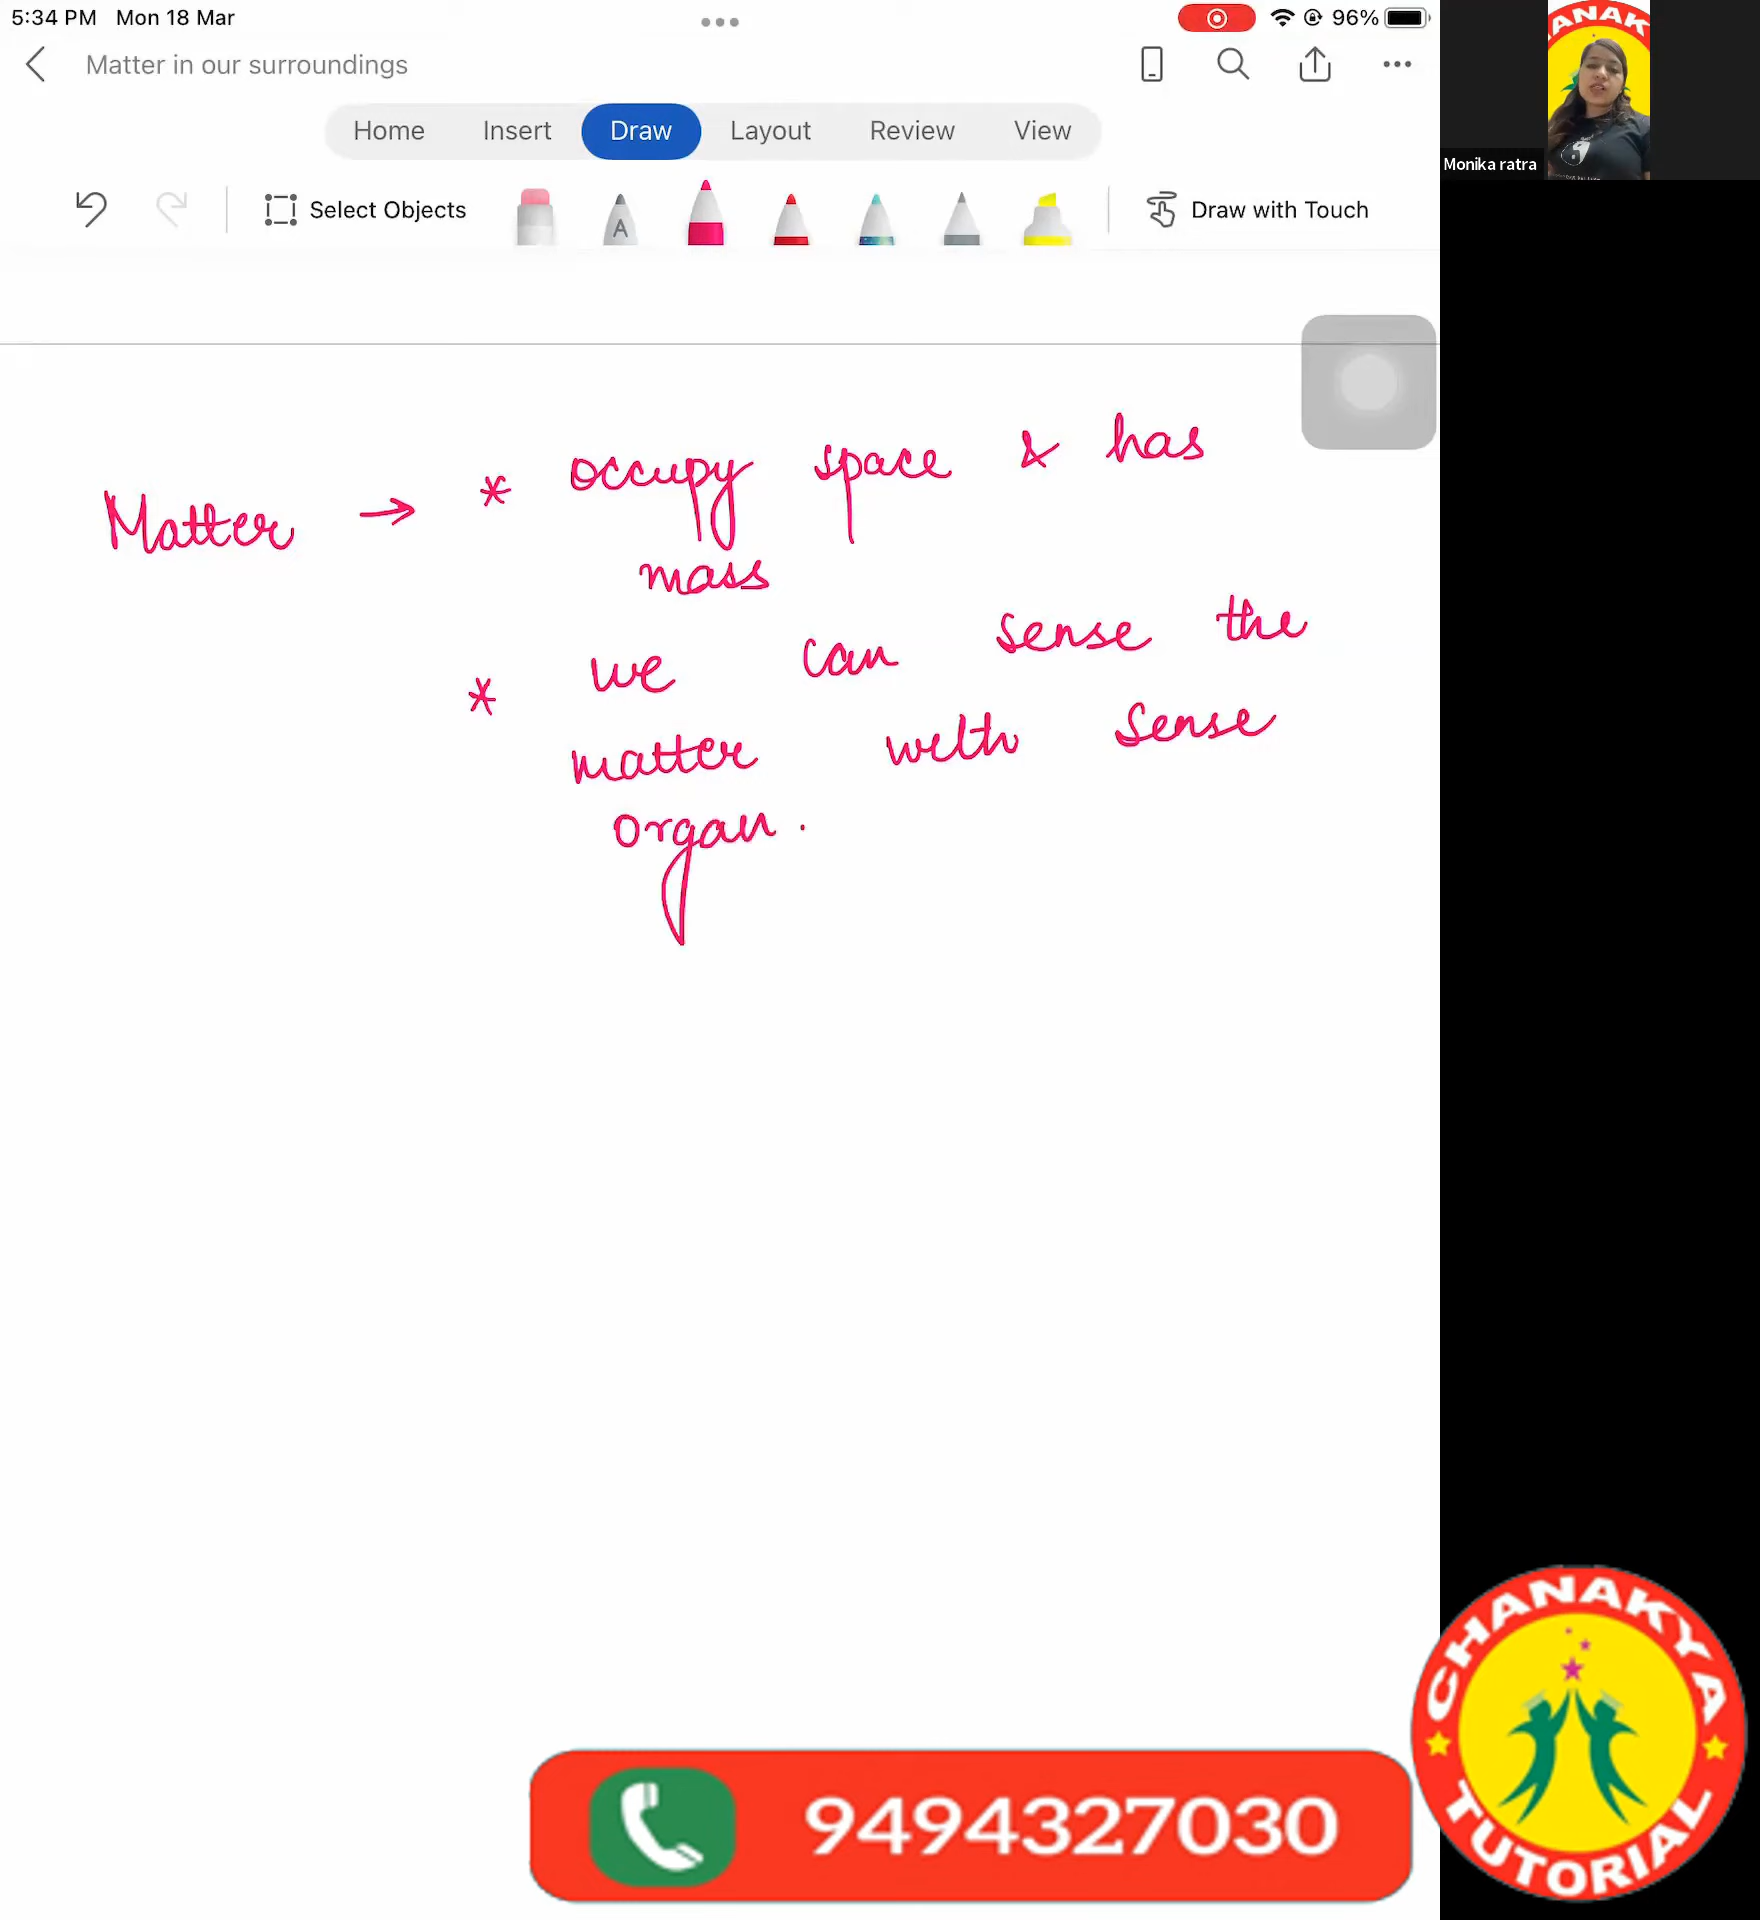 5:34 PM Mon 18 Mar
96%
Matter in our surroundings
Home Insert Draw Layout Review View
Select Objects
A
Draw with Touch
ANAK
Monika ratra
Matter → * occupy space & has
mass
* we can sense the
matter with sense
organ.
9494327030
CHANAKYA
TUTORIAL